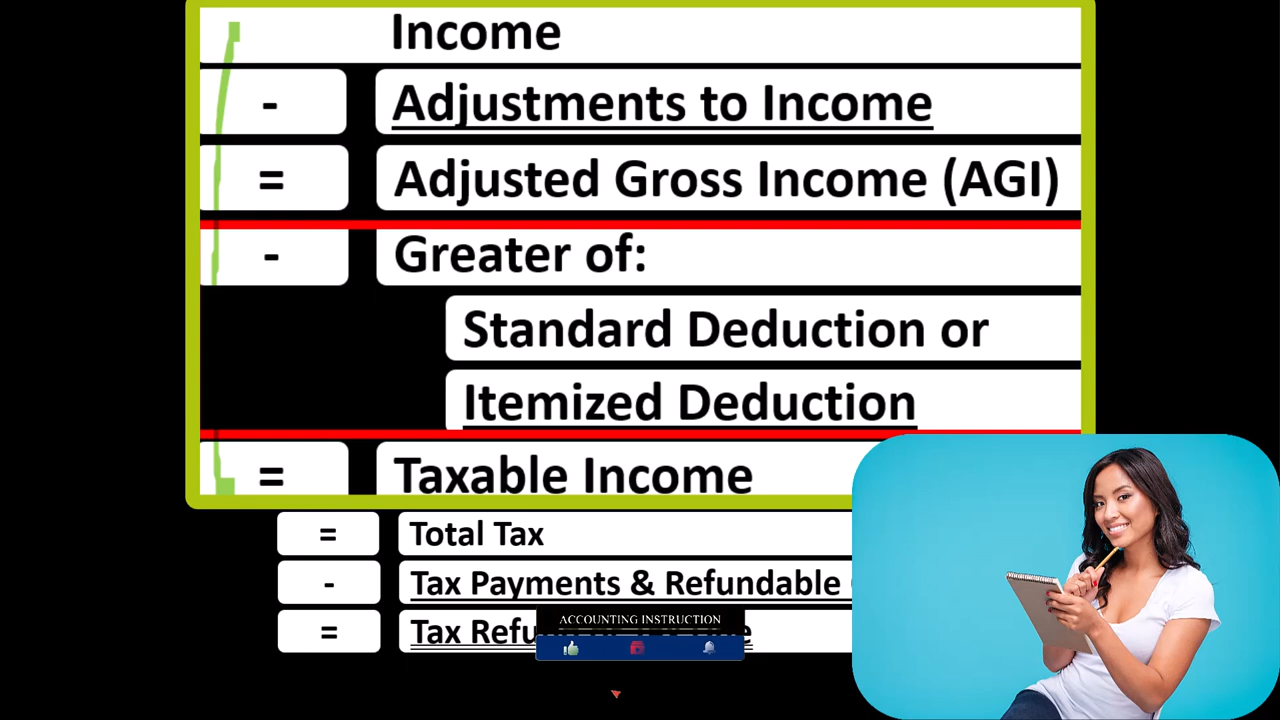 Income
- Adjustments to Income
= Adjusted Gross Income (AGI)
- Greater of:
Standard Deduction or
Itemized Deduction
= Taxable Income
= Total Tax
- Tax Payments & Refundable
= Tax
ACCOUNTING INSTRUCTION